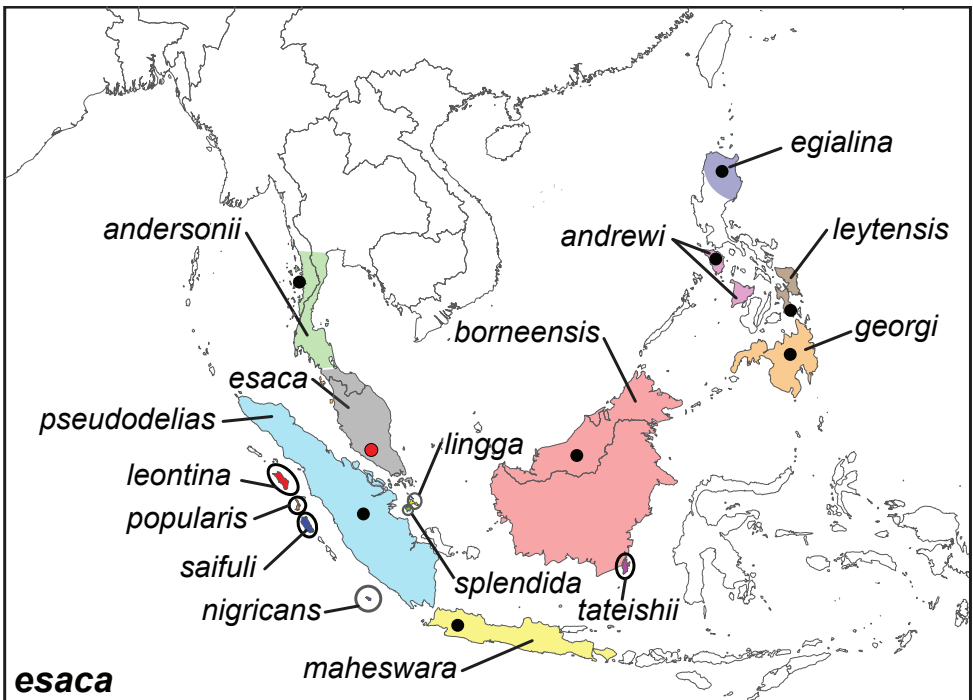 egialina
andersonii
andrewi
leytensis
borneensis
georgi
esaca
pseudodelias
lingga
leontina
popularis
saifuli
splendida
nigricans
tateishii
maheswara
esaca